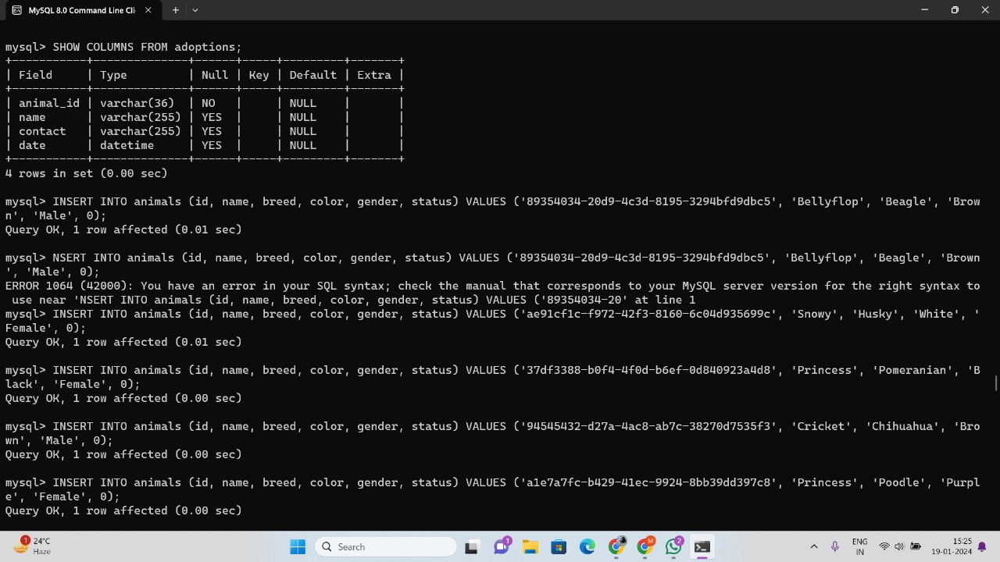 MySQL 8.0 Command Line Cli
mysql> SHOW COLUMNS FROM adoptions;
+-----------+--------------+------+-----+---------+-------+
| Field     | Type         | Null | Key | Default | Extra |
+-----------+--------------+------+-----+---------+-------+
| animal_id | varchar(36)  | NO   |     | NULL    |       |
| name      | varchar(255) | YES  |     | NULL    |       |
| contact   | varchar(255) | YES  |     | NULL    |       |
| date      | datetime     | YES  |     | NULL    |       |
+-----------+--------------+------+-----+---------+-------+
4 rows in set (0.00 sec)
mysql> INSERT INTO animals (id, name, breed, color, gender, status) VALUES ('89354034-20d9-4c3d-8195-3294bfd9dbc5', 'Bellyflop', 'Beagle', 'Brow
n', 'Male', 0);
Query OK, 1 row affected (0.01 sec)
mysql> NSERT INTO animals (id, name, breed, color, gender, status) VALUES ('89354034-20d9-4c3d-8195-3294bfd9dbc5', 'Bellyflop', 'Beagle', 'Brown
', 'Male', 0);
ERROR 1064 (42000): You have an error in your SQL syntax; check the manual that corresponds to your MySQL server version for the right syntax to
 use near 'NSERT INTO animals (id, name, breed, color, gender, status) VALUES ('89354034-20' at line 1
mysql> INSERT INTO animals (id, name, breed, color, gender, status) VALUES ('ae91cf1c-f972-42f3-8160-6c04d935699c', 'Snowy', 'Husky', 'White', '
Female', 0);
Query OK, 1 row affected (0.01 sec)
mysql> INSERT INTO animals (id, name, breed, color, gender, status) VALUES ('37df3388-b0f4-4f0d-b6ef-0d840923a4d8', 'Princess', 'Pomeranian', 'B
lack', 'Female', 0);
Query OK, 1 row affected (0.00 sec)
mysql> INSERT INTO animals (id, name, breed, color, gender, status) VALUES ('94545432-d27a-4ac8-ab7c-38270d7535f3', 'Cricket', 'Chihuahua', 'Bro
wn', 'Male', 0);
Query OK, 1 row affected (0.00 sec)
mysql> INSERT INTO animals (id, name, breed, color, gender, status) VALUES ('a1e7a7fc-b429-41ec-9924-8bb39dd397c8', 'Princess', 'Poodle', 'Purpl
e', 'Female', 0);
Query OK, 1 row affected (0.00 sec)
1
24°C
Haze
Search
1
M
2
ENG
IN
15:25
19-01-2024